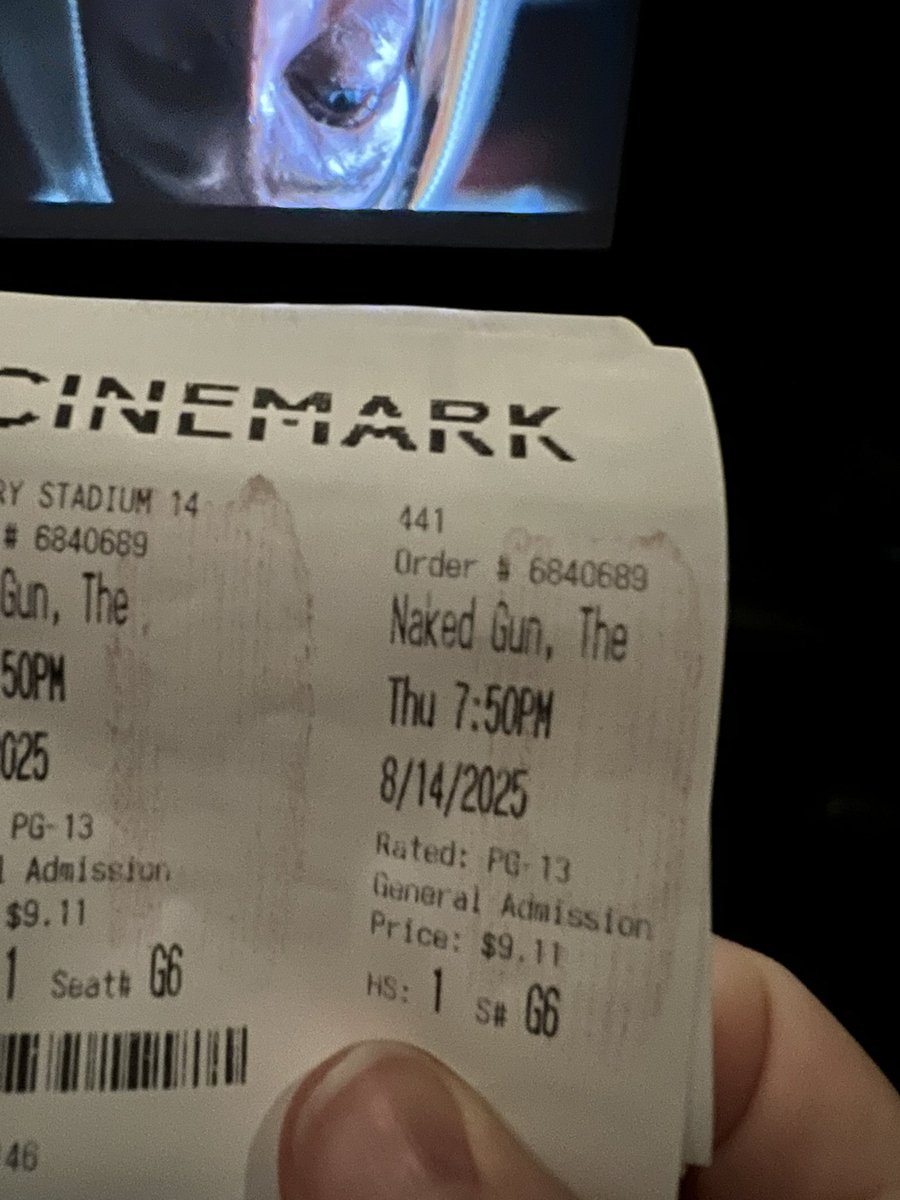 CINEMARK
RY STADIUM 14
# 6840689
Gun, The
50PM
025
PG-13
l Admission
$9.11
1 Seat# G6
46
441
Order # 6840689
Naked Gun, The
Thu 7:50PM
8/14/2025
Rated: PG-13
General Admission
Price: $9.11
HS: 1 S# G6